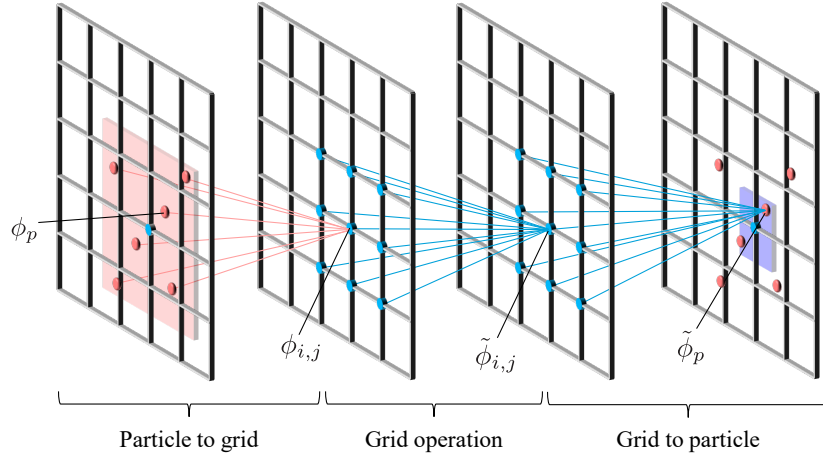 ϕ_p
ϕ_{i,j}
ϕ̃_{i,j}
ϕ̃_p
Particle to grid
Grid operation
Grid to particle